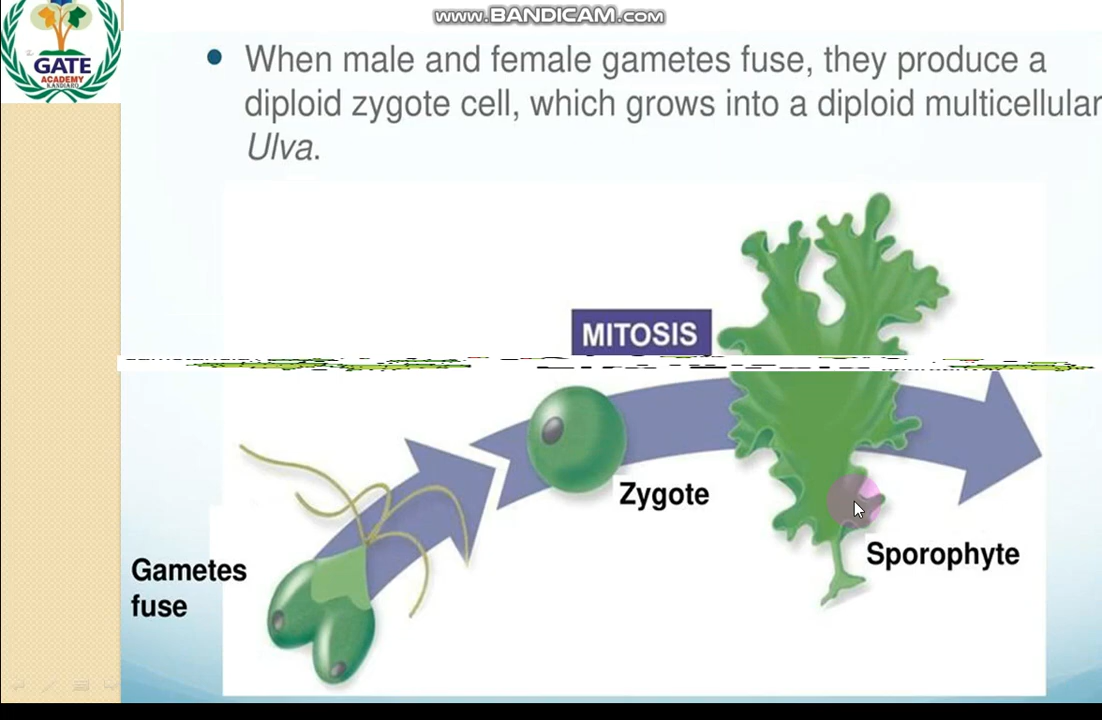 www.BANDICAM.com
GATE
ACADEMY
KANDIARO
• When male and female gametes fuse, they produce a
diploid zygote cell, which grows into a diploid multicellular
Ulva.
MITOSIS
Zygote
Sporophyte
Gametes
fuse